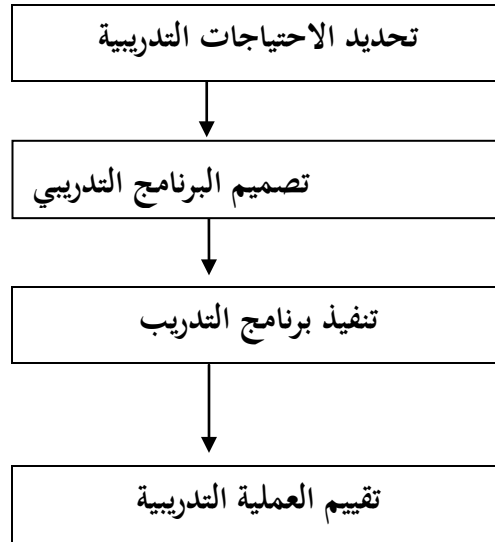 تحديد الاحتياجات التدريبية
تصميم البرنامج التدريبي
تنفيذ برنامج التدريب
تقييم العملية التدريبية